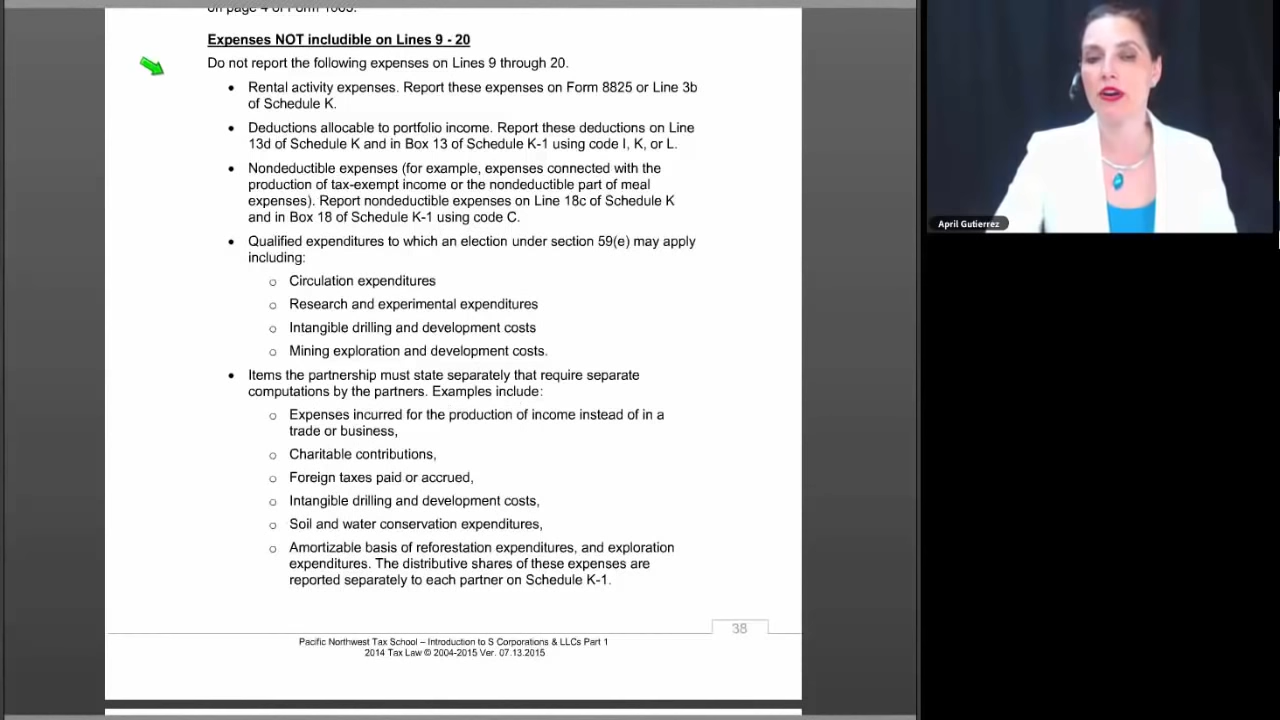 on page 4 of Form 1065.
Expenses NOT includible on Lines 9 - 20
Do not report the following expenses on Lines 9 through 20.
• Rental activity expenses. Report these expenses on Form 8825 or Line 3b
of Schedule K.
• Deductions allocable to portfolio income. Report these deductions on Line
13d of Schedule K and in Box 13 of Schedule K-1 using code I, K, or L.
• Nondeductible expenses (for example, expenses connected with the
production of tax-exempt income or the nondeductible part of meal
expenses). Report nondeductible expenses on Line 18c of Schedule K
and in Box 18 of Schedule K-1 using code C.
• Qualified expenditures to which an election under section 59(e) may apply
including:
o Circulation expenditures
o Research and experimental expenditures
o Intangible drilling and development costs
o Mining exploration and development costs.
• Items the partnership must state separately that require separate
computations by the partners. Examples include:
o Expenses incurred for the production of income instead of in a
trade or business,
o Charitable contributions,
o Foreign taxes paid or accrued,
o Intangible drilling and development costs,
o Soil and water conservation expenditures,
o Amortizable basis of reforestation expenditures, and exploration
expenditures. The distributive shares of these expenses are
reported separately to each partner on Schedule K-1.
38
Pacific Northwest Tax School – Introduction to S Corporations & LLCs Part 1
2014 Tax Law © 2004-2015 Ver. 07.13.2015
April Gutierrez